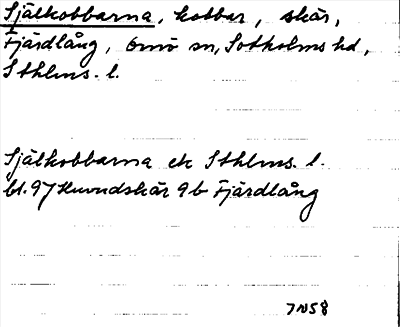 Själkobbarna, kobbar, skär,
Fjärdlång, Ornö sn, Sotholms hd,
Sthlms. l.
Själkobbarna ek Sthlms. l.
bl. 97 Huvudskär 9b Fjärdlång
7N58